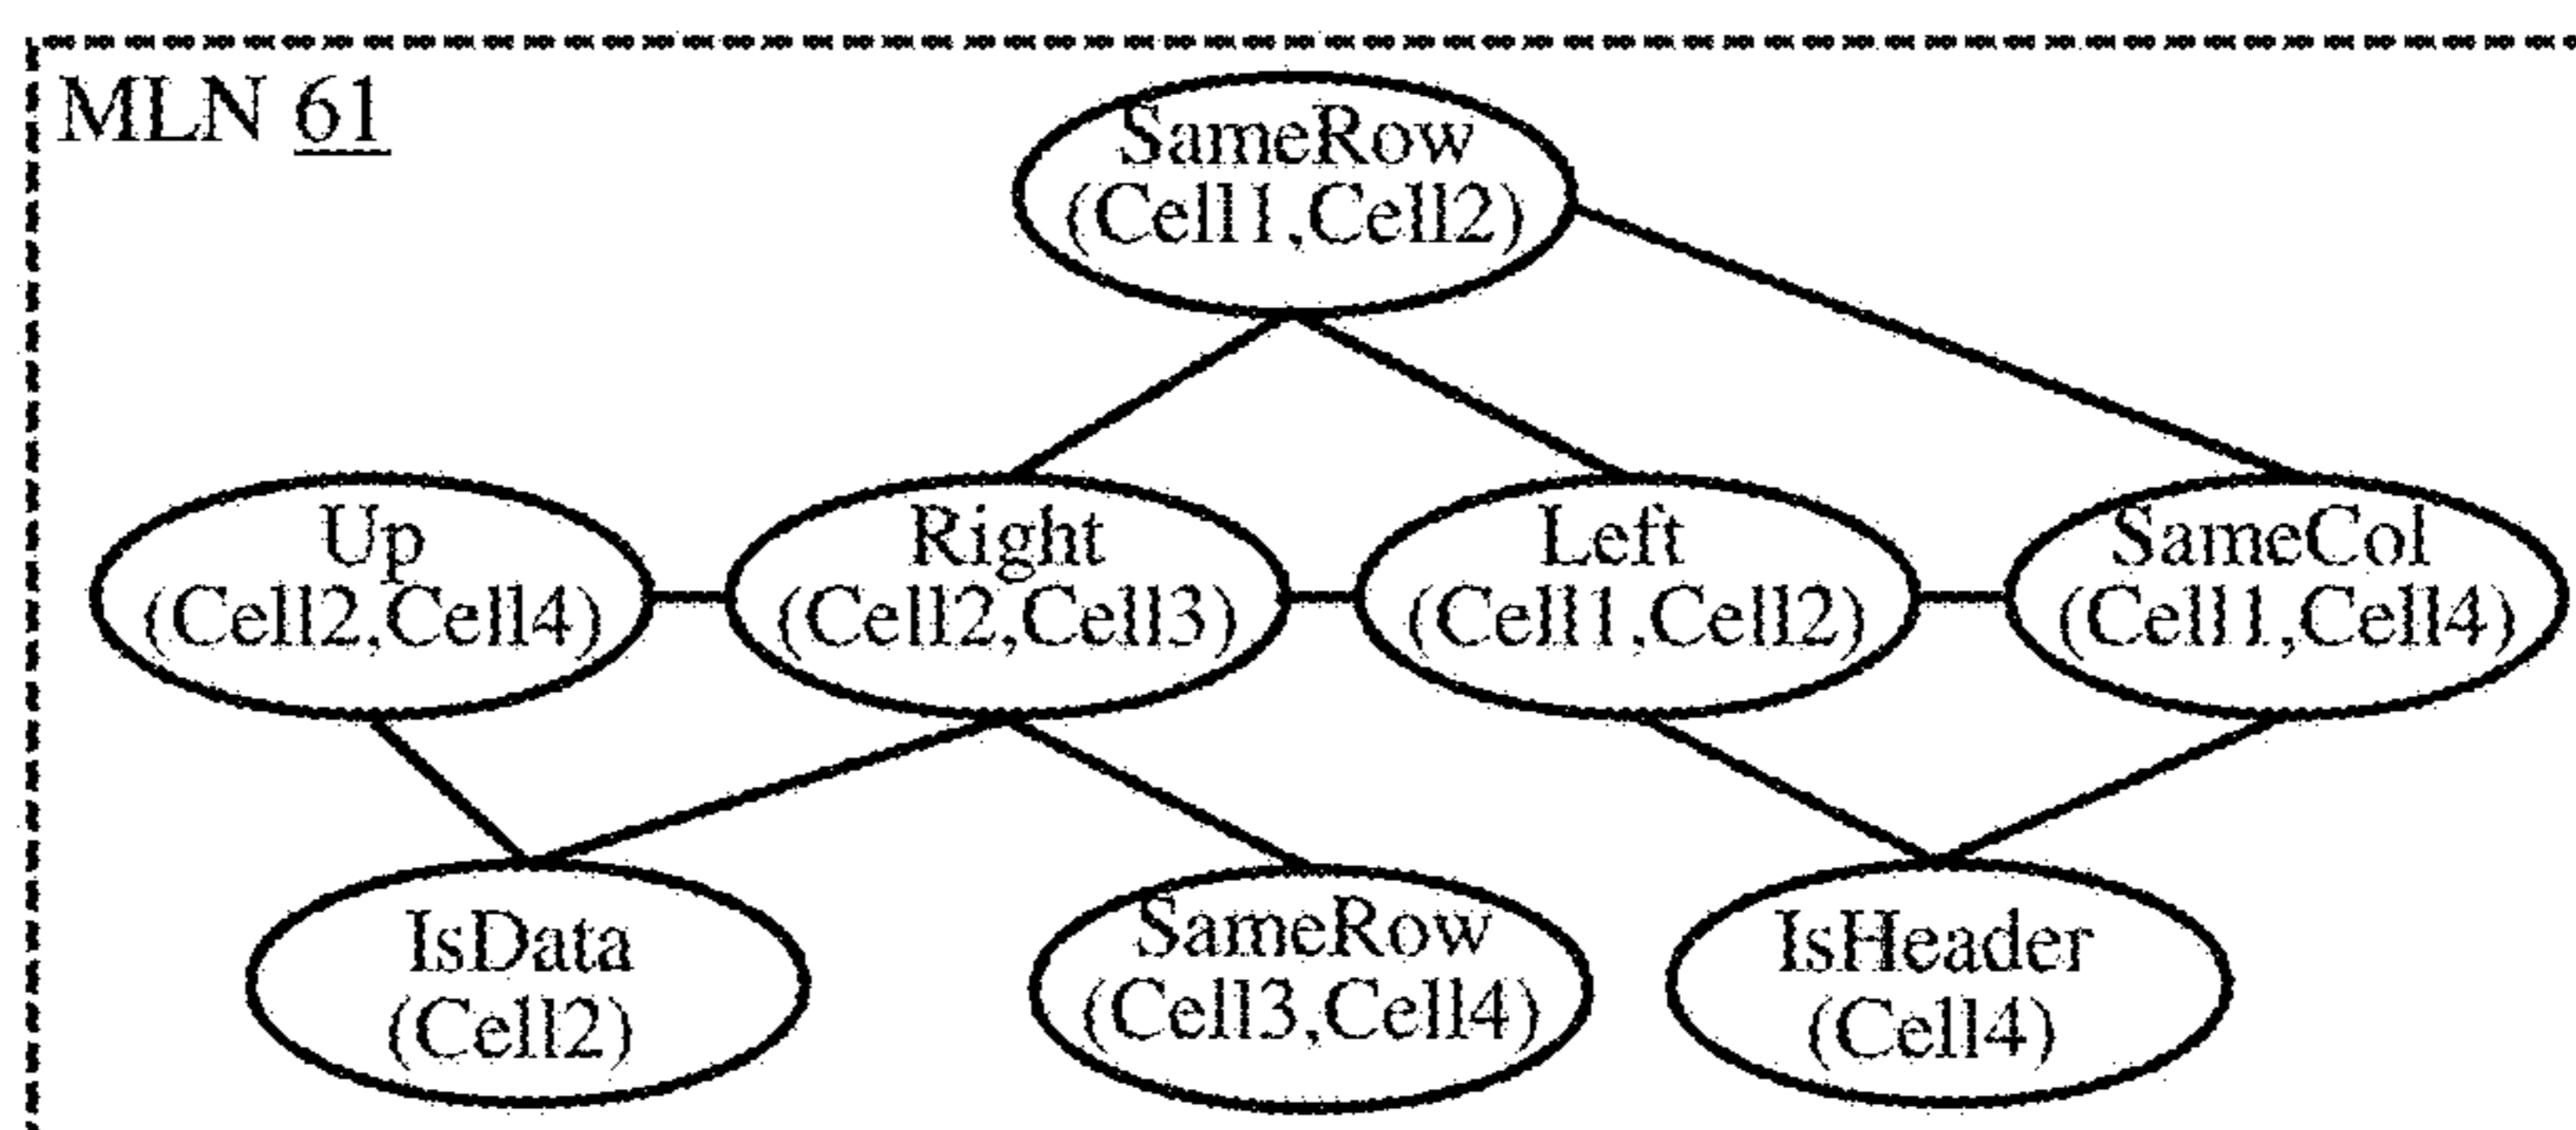 MLN 61
SameRow
(Cell1,Cell2)
Up
(Cell2,Cell4)
Right
(Cell2,Cell3)
Left
(Cell1,Cell2)
SameCol
(Cell1,Cell4)
IsData
(Cell2)
SameRow
(Cell3,Cell4)
IsHeader
(Cell4)